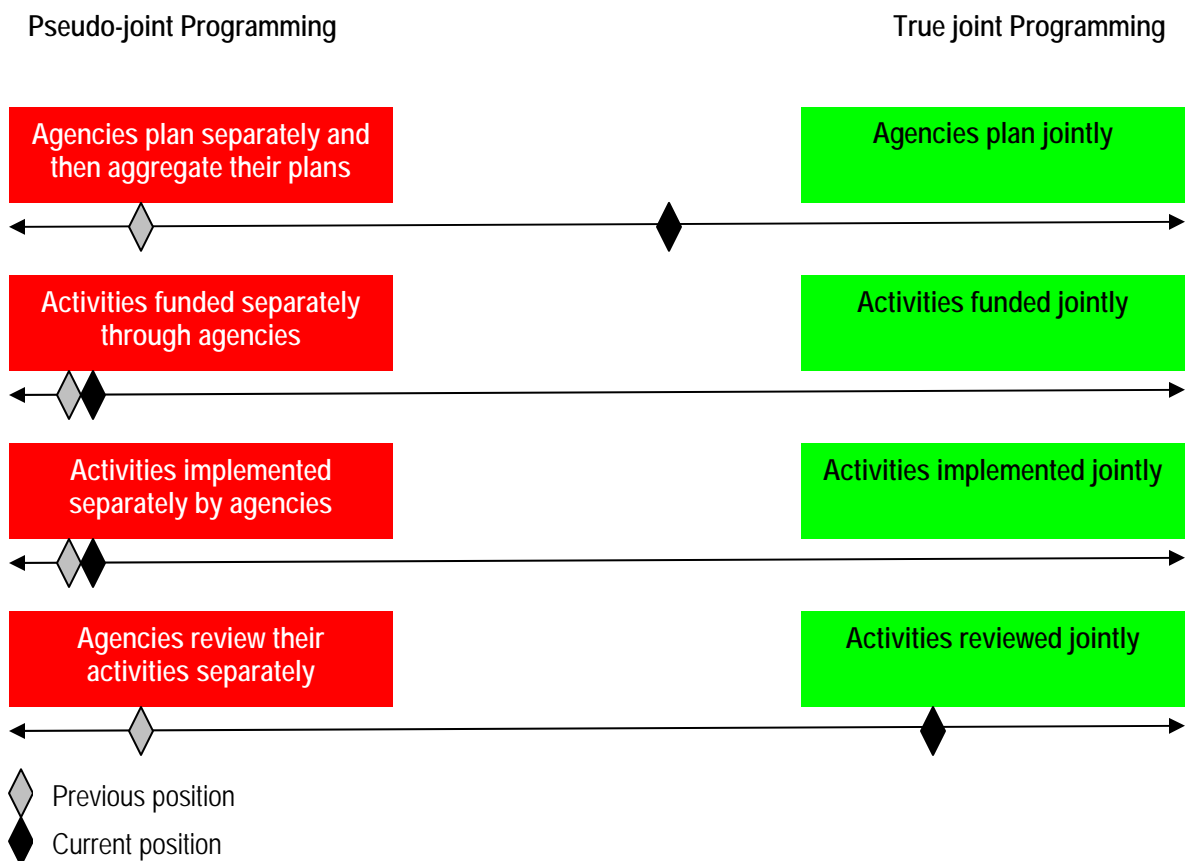 Pseudo-joint Programming
True joint Programming
Agencies plan separately and
then aggregate their plans
Agencies plan jointly
Activities funded separately
through agencies
Activities funded jointly
Activities implemented
separately by agencies
Activities implemented jointly
Agencies review their
activities separately
Activities reviewed jointly
Previous position
Current position